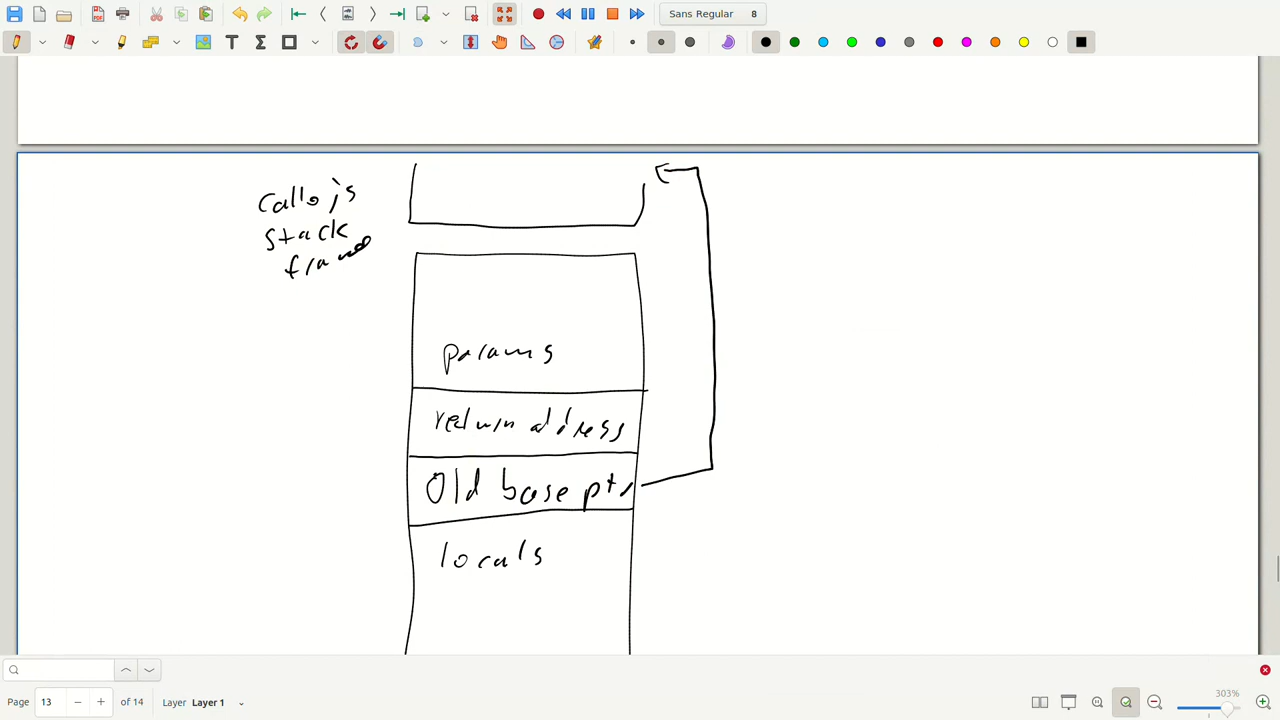 Sans Regular 8
Caller's
stack
frame
params
return address
Old base ptr
locals
Page 13 of 14 Layer Layer 1
303%